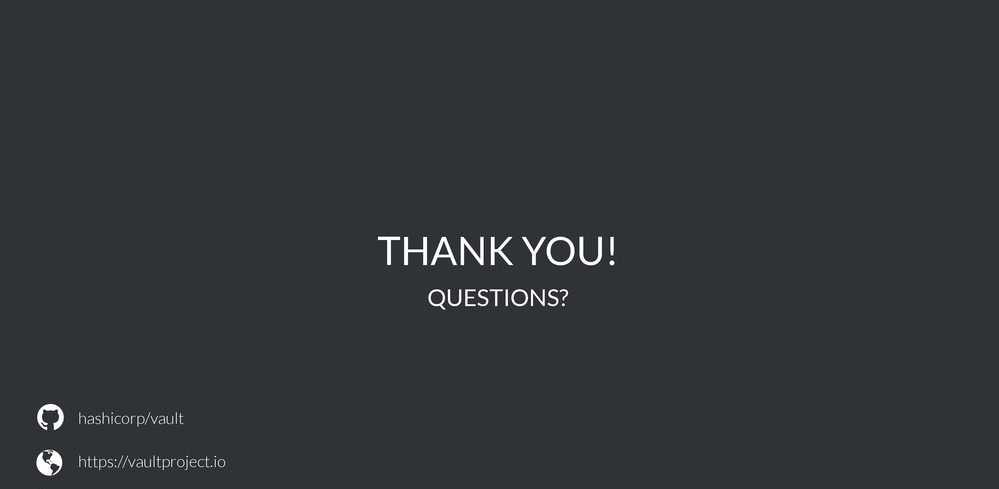 THANK YOU!
QUESTIONS?
hashicorp/vault
https://vaultproject.io